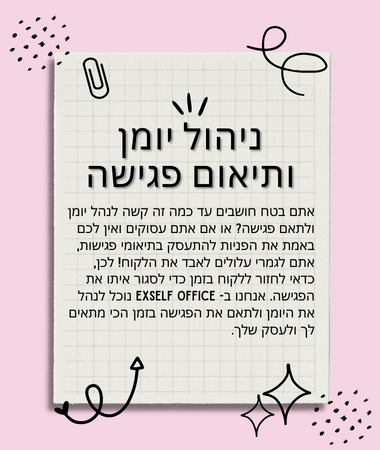 ניהול יומן
ותיאום פגישה
אתם בטח חושבים עד כמה זה קשה לנהל יומן
ולתאם פגישה? או אם אתם עסוקים ואין לכם
באמת את הפניות להתעסק בתיאומי פגישות,
אתם לגמרי עלולים לאבד את הלקוח! לכן,
כדאי לחזור ללקוח בזמן כדי לסגור איתו את
הפגישה. אנחנו ב- EXSELF OFFICE נוכל לנהל
את היומן ולתאם את הפגישה בזמן הכי מתאים
לך ולעסק שלך.